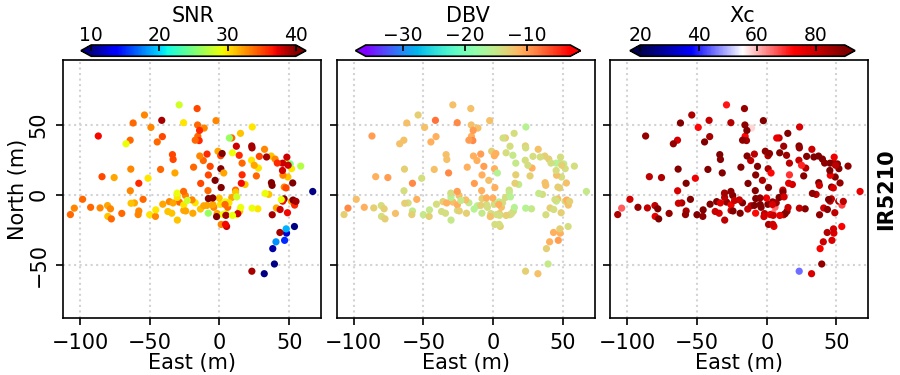 SNR DBV Xc
10 20 30 40 −30 −20 −10 20 40 60 80
North (m)
50
0
−50
−100 −50 0 50 −100 −50 0 50 −100 −50 0 50
East (m) East (m) East (m)
IR5210